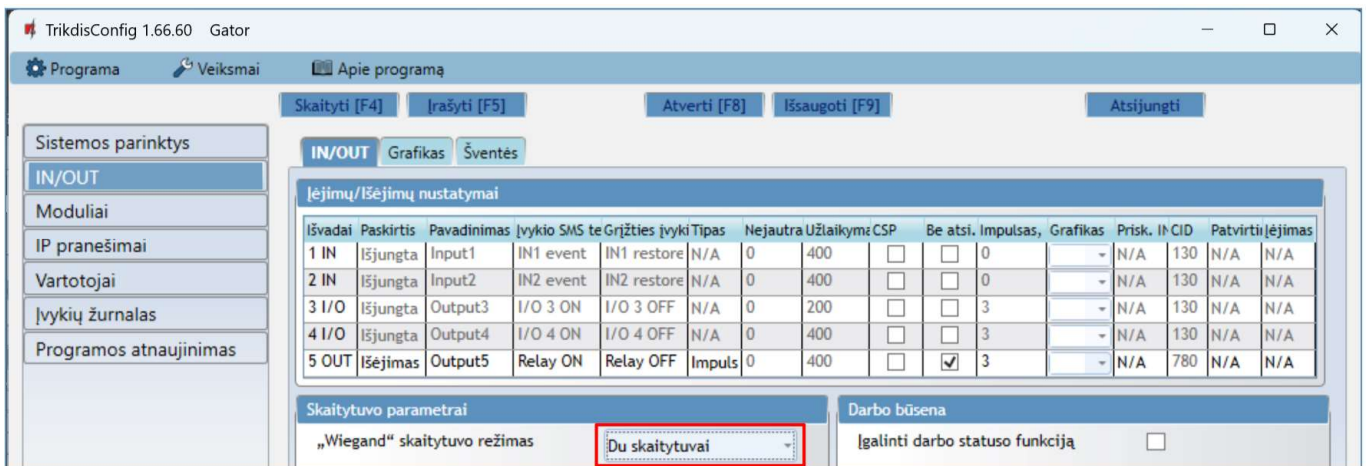 TrikdisConfig 1.66.60 Gator
Programa Veiksmai Apie programą
Skaityti [F4] Įrašyti [F5] Atverti [F8] Išsaugoti [F9] Atsijungti
Sistemos parinktys
IN/OUT
Moduliai
IP pranešimai
Vartotojai
Įvykių žurnalas
Programos atnaujinimas
IN/OUT Grafikas Šventės
Įėjimų/Išėjimų nustatymai
Išvadai Paskirtis Pavadinimas Įvykio SMS te Grįžties įvyki Tipas Nejautra Užlaikyma CSP Be atsi. Impulsas, Grafikas Prisk. IN CID Patvirti Įėjimas
1 IN Išjungta Input1 IN1 event IN1 restore N/A 0 400 0 N/A 130 N/A N/A
2 IN Išjungta Input2 IN2 event IN2 restore N/A 0 400 0 N/A 130 N/A N/A
3 I/O Išjungta Output3 I/O 3 ON I/O 3 OFF N/A 0 200 3 N/A 130 N/A N/A
4 I/O Išjungta Output4 I/O 4 ON I/O 4 OFF N/A 0 400 3 N/A 130 N/A N/A
5 OUT Išėjimas Output5 Relay ON Relay OFF Impuls 0 400 3 N/A 780 N/A N/A
Skaitytuvo parametrai
„Wiegand“ skaitytuvo režimas Du skaitytuvai
Darbo būsena
Įgalinti darbo statuso funkciją